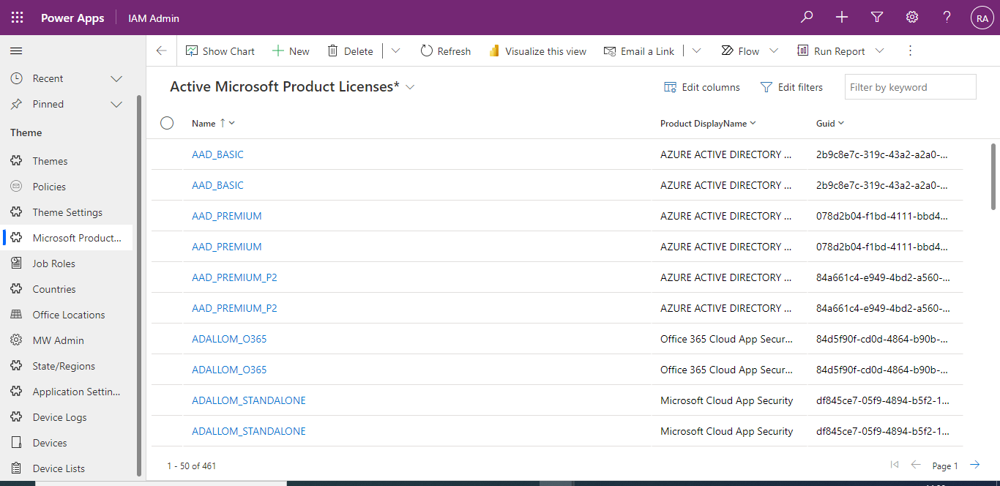 Power Apps IAM Admin RA
Show Chart New Delete Refresh Visualize this view Email a Link Flow Run Report
Recent
Pinned
Theme
Themes
Policies
Theme Settings
Microsoft Product...
Job Roles
Countries
Office Locations
MW Admin
State/Regions
Application Settin...
Device Logs
Devices
Device Lists
Active Microsoft Product Licenses* Edit columns Edit filters Filter by keyword
Name Product DisplayName Guid
AAD_BASIC AZURE ACTIVE DIRECTORY ... 2b9c8e7c-319c-43a2-a2a0-...
AAD_BASIC AZURE ACTIVE DIRECTORY ... 2b9c8e7c-319c-43a2-a2a0-...
AAD_PREMIUM AZURE ACTIVE DIRECTORY ... 078d2b04-f1bd-4111-bbd4...
AAD_PREMIUM AZURE ACTIVE DIRECTORY ... 078d2b04-f1bd-4111-bbd4...
AAD_PREMIUM_P2 AZURE ACTIVE DIRECTORY ... 84a661c4-e949-4bd2-a560-...
AAD_PREMIUM_P2 AZURE ACTIVE DIRECTORY ... 84a661c4-e949-4bd2-a560-...
ADALLOM_O365 Office 365 Cloud App Secur... 84d5f90f-cd0d-4864-b90b-...
ADALLOM_O365 Office 365 Cloud App Secur... 84d5f90f-cd0d-4864-b90b-...
ADALLOM_STANDALONE Microsoft Cloud App Security df845ce7-05f9-4894-b5f2-1...
ADALLOM_STANDALONE Microsoft Cloud App Security df845ce7-05f9-4894-b5f2-1...
1 - 50 of 461 Page 1